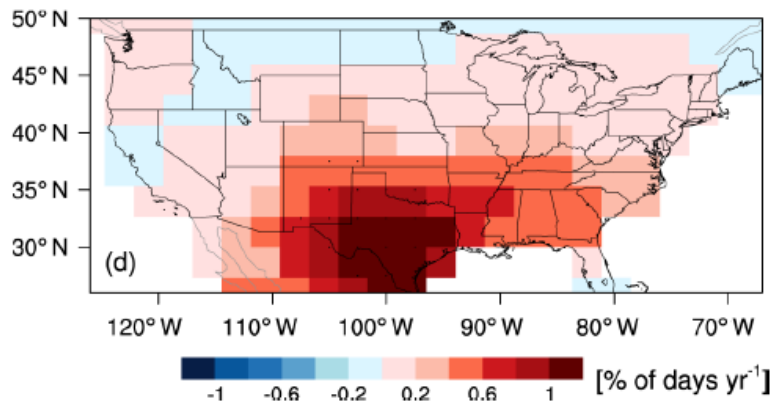 50° N
45° N
40° N
35° N
30° N
(d)
120° W 110° W 100° W 90° W 80° W 70° W
-1 -0.6 -0.2 0.2 0.6 1 [% of days yr⁻¹]